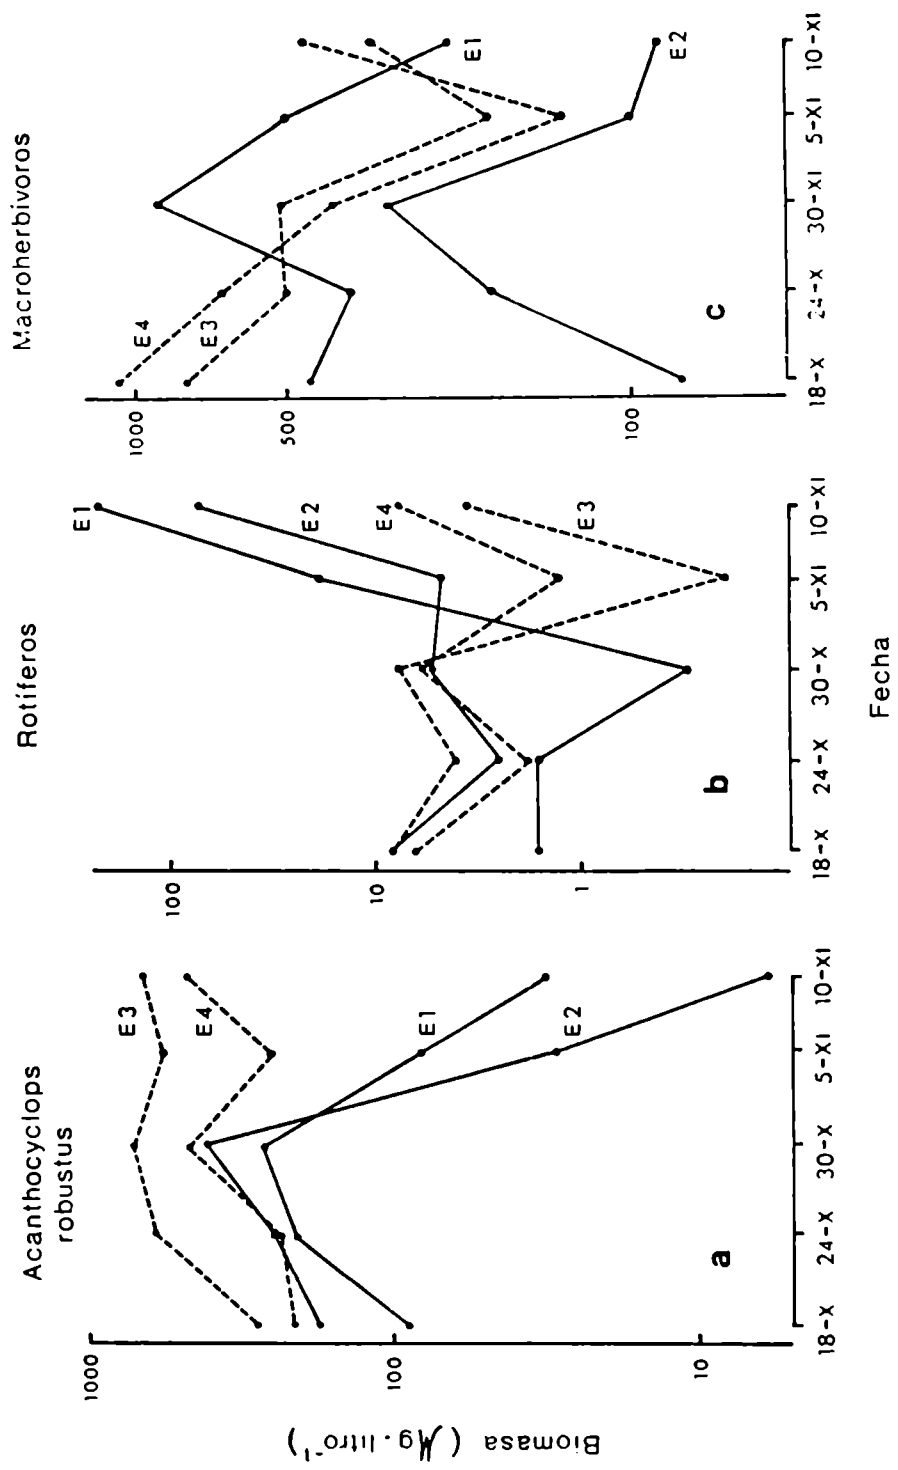 Acanthocyclops
robustus
Rotíferos
Macroherbivoros
Biomasa (µg. litro⁻¹)
1000
100
10
E3
E4
E1
E2
a
18-X
24-X
30-X
5-XI
10-XI
100
10
1
E1
E2
E4
E3
b
18-X
24-X
30-X
5-XI
10-XI
1000
500
100
E4
E3
E1
E2
c
18-X
24-X
30-XI
5-XI
10-XI
Fecha